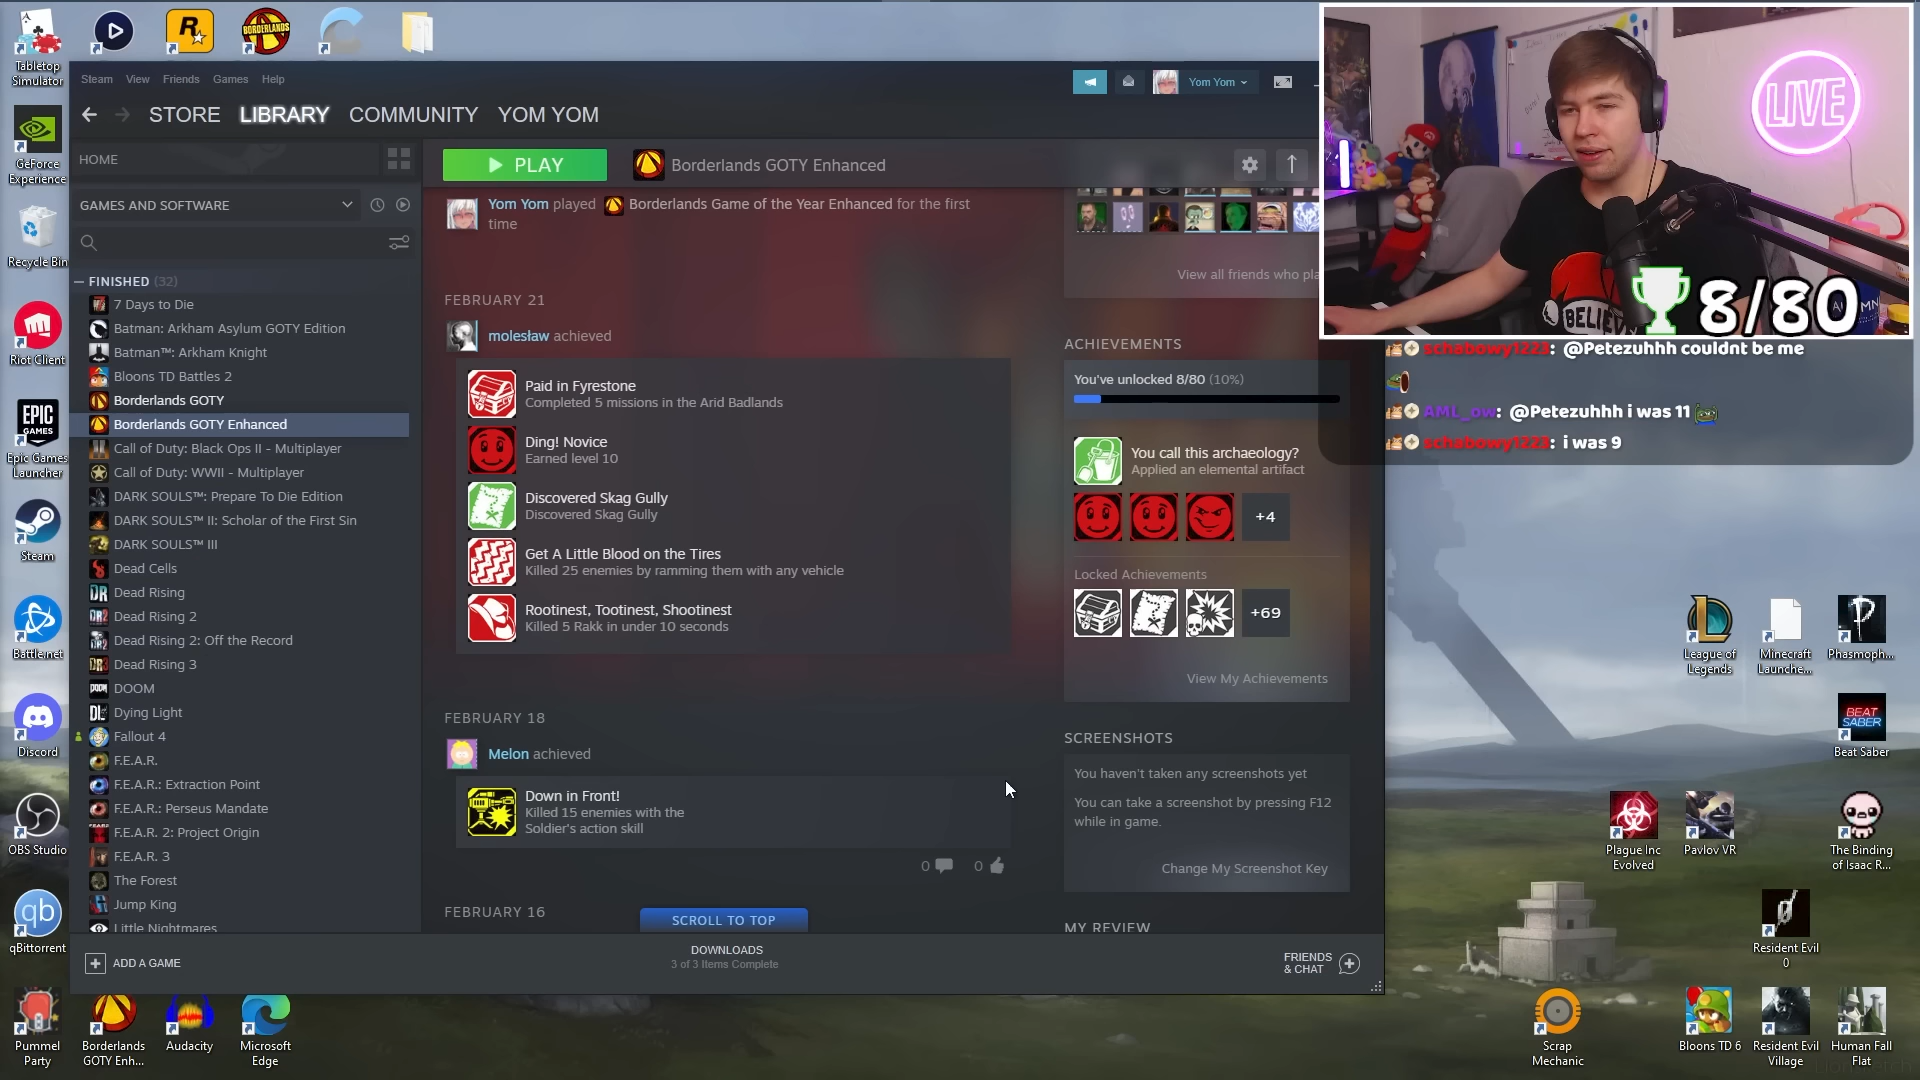 Tabletop
Simulator
Steam View Friends Games Help
Yom Yom
STORE LIBRARY COMMUNITY YOM YOM
HOME
PLAY
Borderlands GOTY Enhanced
GAMES AND SOFTWARE
FINISHED (32)
7 Days to Die
Batman: Arkham Asylum GOTY Edition
Batman™: Arkham Knight
Bloons TD Battles 2
Borderlands GOTY
Borderlands GOTY Enhanced
Call of Duty: Black Ops II - Multiplayer
Call of Duty: WWII - Multiplayer
DARK SOULS™: Prepare To Die Edition
DARK SOULS™ II: Scholar of the First Sin
DARK SOULS™ III
Dead Cells
Dead Rising
Dead Rising 2
Dead Rising 2: Off the Record
Dead Rising 3
DOOM
Dying Light
Fallout 4
F.E.A.R.
F.E.A.R.: Extraction Point
F.E.A.R.: Perseus Mandate
F.E.A.R. 2: Project Origin
F.E.A.R. 3
The Forest
Jump King
Little Nightmares
ADD A GAME
Yom Yom played Borderlands Game of the Year Enhanced for the first
time
FEBRUARY 21
molesław achieved
Paid in Fyrestone
Completed 5 missions in the Arid Badlands
Ding! Novice
Earned level 10
Discovered Skag Gully
Discovered Skag Gully
Get A Little Blood on the Tires
Killed 25 enemies by ramming them with any vehicle
Rootinest, Tootinest, Shootinest
Killed 5 Rakk in under 10 seconds
FEBRUARY 18
Melon achieved
Down in Front!
Killed 15 enemies with the
Soldier's action skill
0 0
FEBRUARY 16
SCROLL TO TOP
DOWNLOADS
3 of 3 Items Complete
View all friends who pla
ACHIEVEMENTS
You've unlocked 8/80 (10%)
You call this archaeology?
Applied an elemental artifact
+4
Locked Achievements
+69
View My Achievements
SCREENSHOTS
You haven't taken any screenshots yet
You can take a screenshot by pressing F12
while in game.
Change My Screenshot Key
MY REVIEW
FRIENDS
& CHAT
LIVE
BELIEV
8/80
schabowy1223: @Petezuhhh couldnt be me
AML_ow: @Petezuhhh i was 11
schabowy1223: i was 9
GeForce
Experience
Recycle Bin
Riot Client
EPIC
GAMES
Epic Games
Launcher
Steam
Battle.net
Discord
OBS Studio
qb
qBittorrent
Pummel
Party
Borderlands
GOTY Enh...
Audacity
Microsoft
Edge
BORDERLANDS
League of
Legends
Minecraft
Launche...
Phasmoph...
BEAT
SABER
Beat Saber
Plague Inc
Evolved
Pavlov VR
The Binding
of Isaac R...
Resident Evil
0
Scrap
Mechanic
Bloons TD 6
Resident Evil
Village
Human Fall
Flat